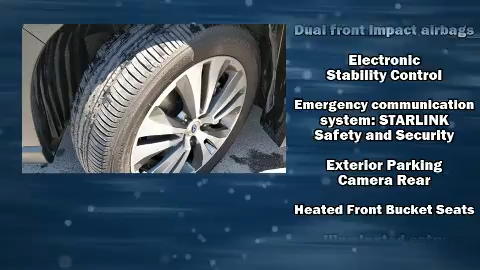 Dual front impact airbags
Electronic
Stability Control
Emergency communication
system: STARLINK
Safety and Security
Exterior Parking
Camera Rear
Heated Front Bucket Seats